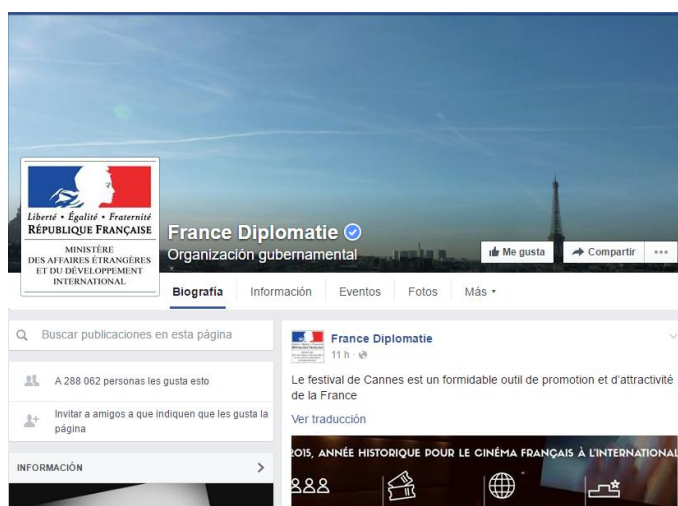 Liberté • Égalité • Fraternité
RÉPUBLIQUE FRANÇAISE
MINISTÈRE
DES AFFAIRES ÉTRANGÈRES
ET DU DÉVELOPPEMENT
INTERNATIONAL
France Diplomatie
Organización gubernamental
Me gusta
Compartir
Biografía Información Eventos Fotos Más
Buscar publicaciones en esta página
A 288 062 personas les gusta esto
Invitar a amigos a que indiquen que les gusta la
página
INFORMACIÓN
France Diplomatie
11 h
Le festival de Cannes est un formidable outil de promotion et d'attractivité
de la France
Ver traducción
2015, ANNÉE HISTORIQUE POUR LE CINÉMA FRANÇAIS À L'INTERNATIONAL